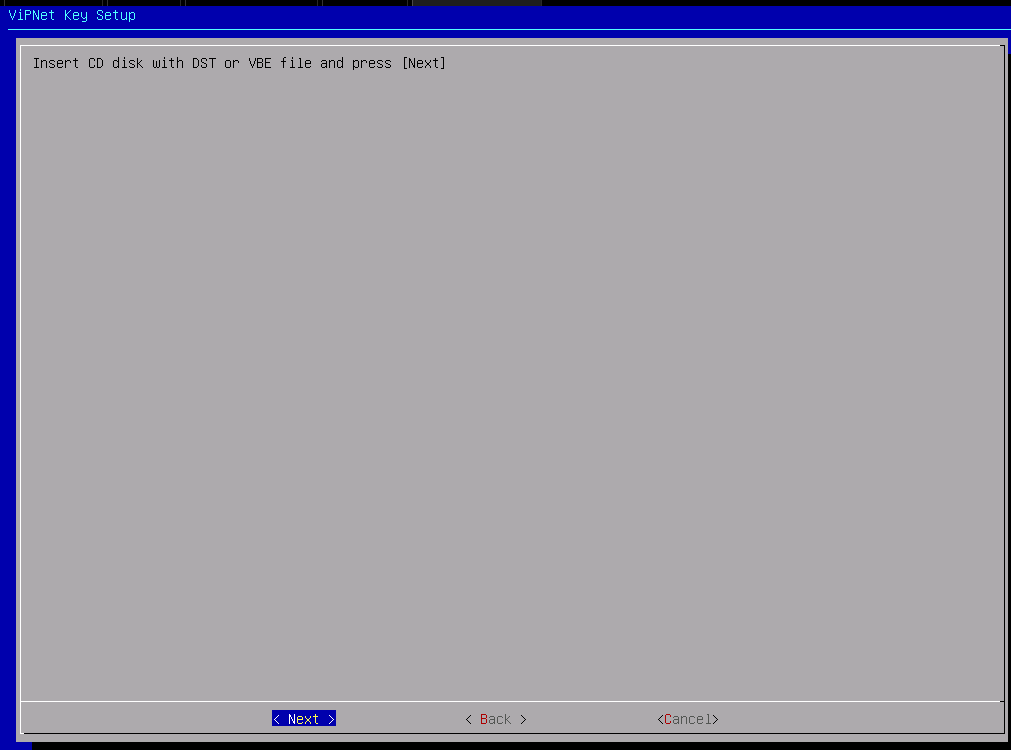 ViPNet Key Setup
Insert CD disk with DST or VBE file and press [Next]
< Next > < Back > <Cancel>